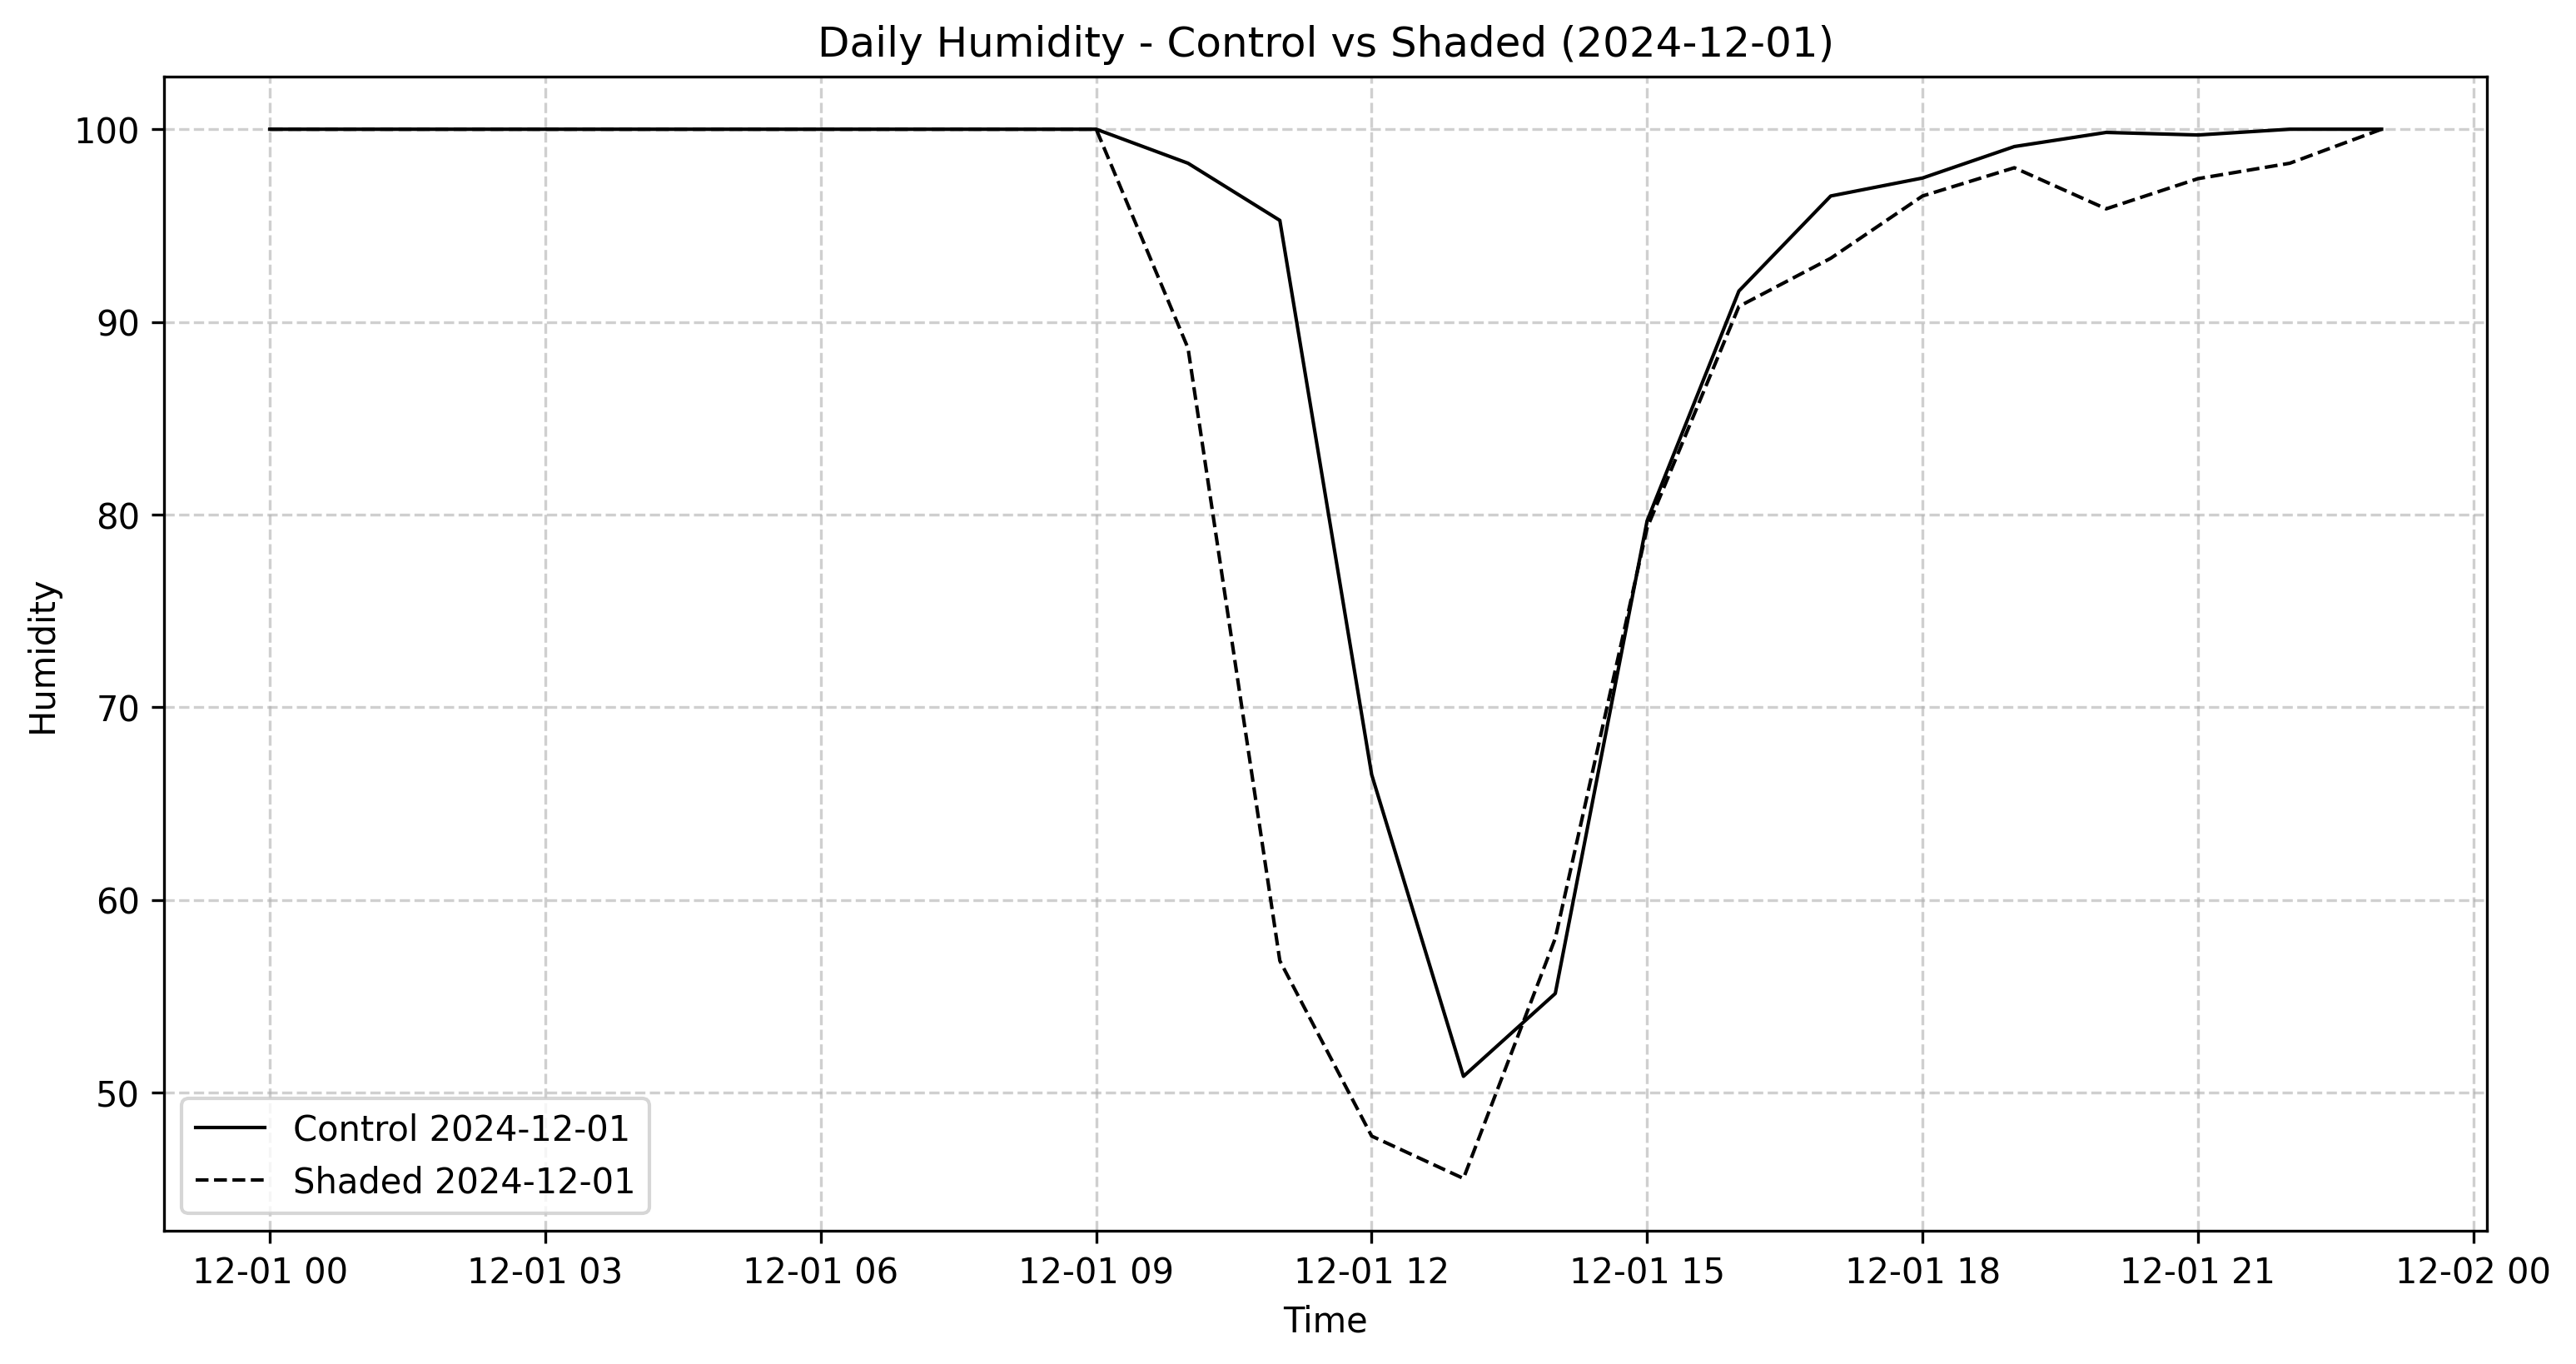 Daily Humidity - Control vs Shaded (2024-12-01)
Humidity
100
90
80
70
60
50
Control 2024-12-01
Shaded 2024-12-01
12-01 00 12-01 03 12-01 06 12-01 09 12-01 12 12-01 15 12-01 18 12-01 21 12-02 00
Time